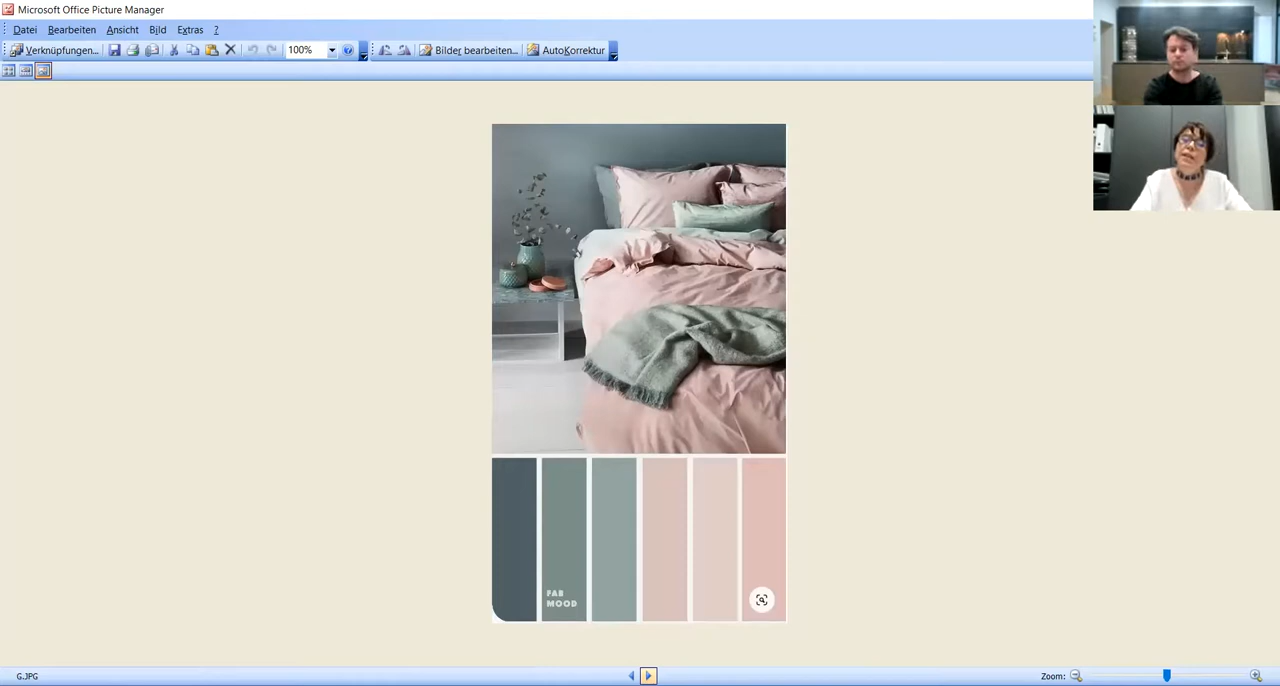 Microsoft Office Picture Manager
Datei Bearbeiten Ansicht Bild Extras ?
Verknüpfungen... 100% Bilder bearbeiten... AutoKorrektur
FAB
MOOD
G.JPG Zoom: